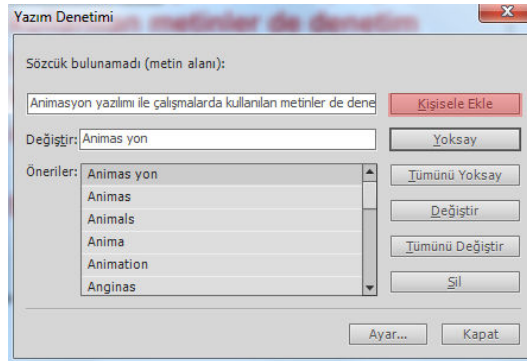 Yazım Denetimi
Sözcük bulunamadı (metin alanı):
Animasyon yazılımı ile çalışmalarda kullanılan metinler de dene
Kişisele Ekle
Değiştir: Animas yon
Yoksay
Öneriler:
Animas yon
Animas
Animals
Anima
Animation
Anginas
Tümünü Yoksay
Değiştir
Tümünü Değiştir
Sil
Ayar...
Kapat